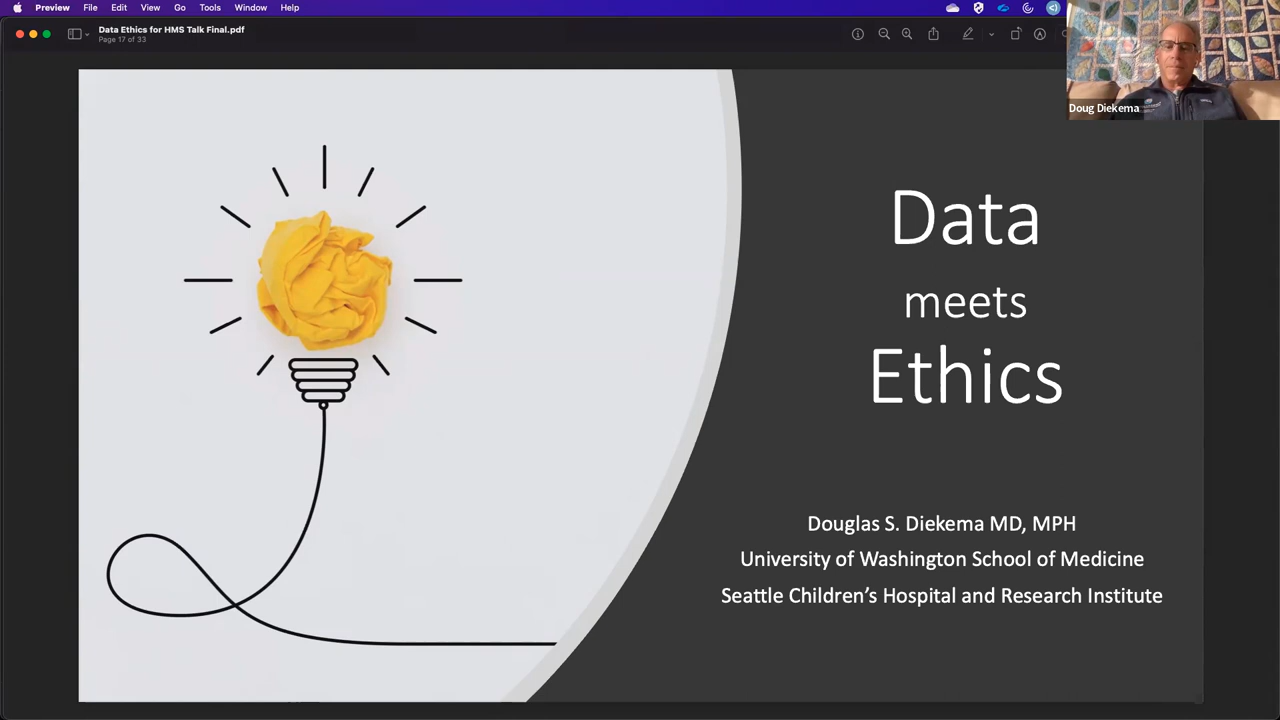 Preview File Edit View Go Tools Window Help
Data Ethics for HMS Talk Final.pdf
Page 17 of 33
Doug Diekema
Data
meets
Ethics
Douglas S. Diekema MD, MPH
University of Washington School of Medicine
Seattle Children's Hospital and Research Institute